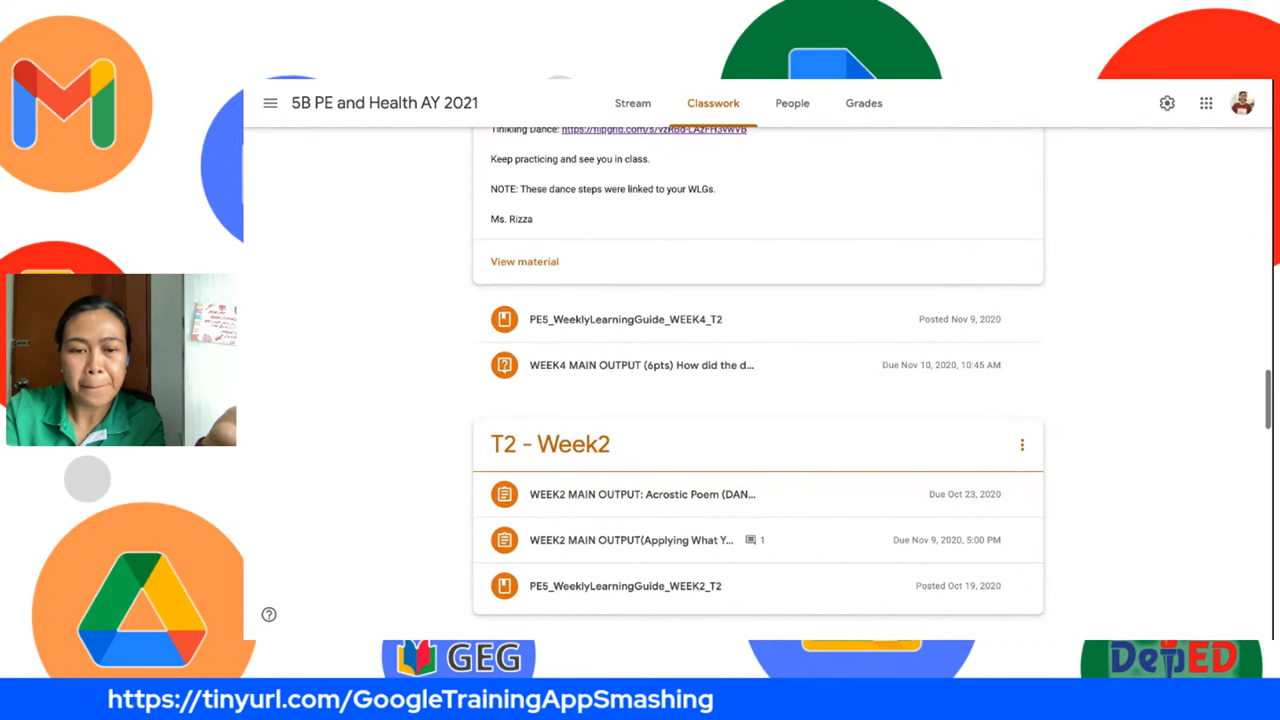 5B PE and Health AY 2021
Stream
Classwork
People
Grades
Tinikling Dance:
Keep practicing and see you in class.
NOTE: These dance steps were linked to your WLGs.
Ms. Rizza
View material
PE5_WeeklyLearningGuide_WEEK4_T2
Posted Nov 9, 2020
WEEK4 MAIN OUTPUT (6pts) How did the d...
Due Nov 10, 10:45 AM
T2 - Week2
WEEK2 MAIN OUTPUT: Acrostic Poem (DAN...
Due Oct 23, 2020
WEEK2 MAIN OUTPUT(Applying What Y...
1
Due Nov 9, 2020, 5:00 PM
PE5_WeeklyLearningGuide_WEEK2_T2
Posted Oct 19, 2020
GEG
DepED
https://tinyurl.com/GoogleTrainingAppSmashing